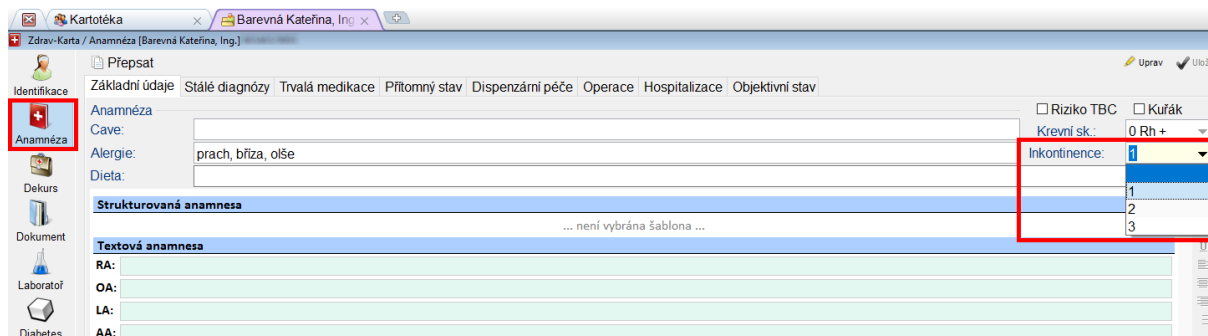 Kartotéka
Barevná Kateřina, Ing
Zdrav-Karta / Anamnéza [Barevná Kateřina, Ing.]
Přepsat
Uprav
Identifikace
Základní údaje Stálé diagnózy Trvalá medikace Přítomný stav Dispenzární péče Operace Hospitalizace Objektivní stav
Anamnéza
Riziko TBC
Kuřák
Anamnéza
Cave:
Krevní sk.: 0 Rh +
Alergie: prach, bříza, olše
Inkontinence: 1
Dieta:
1
2
3
Dekurs
Dokument
Laboratoř
Diabetes
Strukturovaná anamnesa
... není vybrána šablona ...
Textová anamnesa
RA:
OA:
LA:
AA: